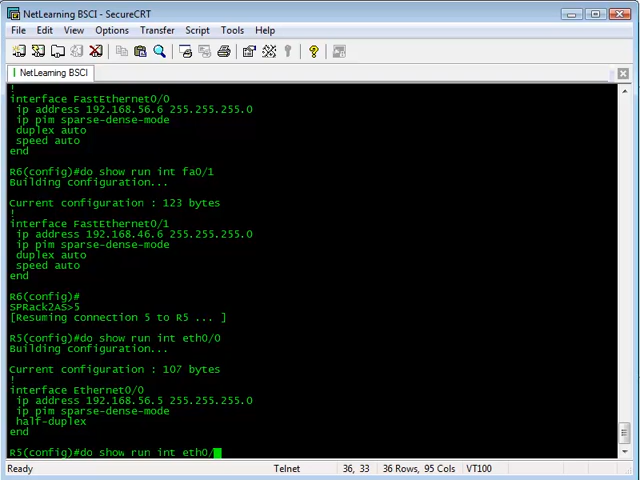 NetLearning BSCI - SecureCRT
File Edit View Options Transfer Script Tools Help
NetLearning BSCI
!
interface FastEthernet0/0
ip address 192.168.56.6 255.255.255.0
ip pim sparse-dense-mode
duplex auto
speed auto
end
R6(config)#do show run int fa0/1
Building configuration...
Current configuration : 123 bytes
!
interface FastEthernet0/1
ip address 192.168.46.6 255.255.255.0
ip pim sparse-dense-mode
duplex auto
speed auto
end
R6(config)#
SPRack2AS>5
[Resuming connection 5 to R5 ... ]
R5(config)#do show run int eth0/0
Building configuration...
Current configuration : 107 bytes
!
interface Ethernet0/0
ip address 192.168.56.5 255.255.255.0
ip pim sparse-dense-mode
half-duplex
end
R5(config)#do show run int eth0/
Ready Telnet 36, 33 36 Rows, 95 Cols VT100